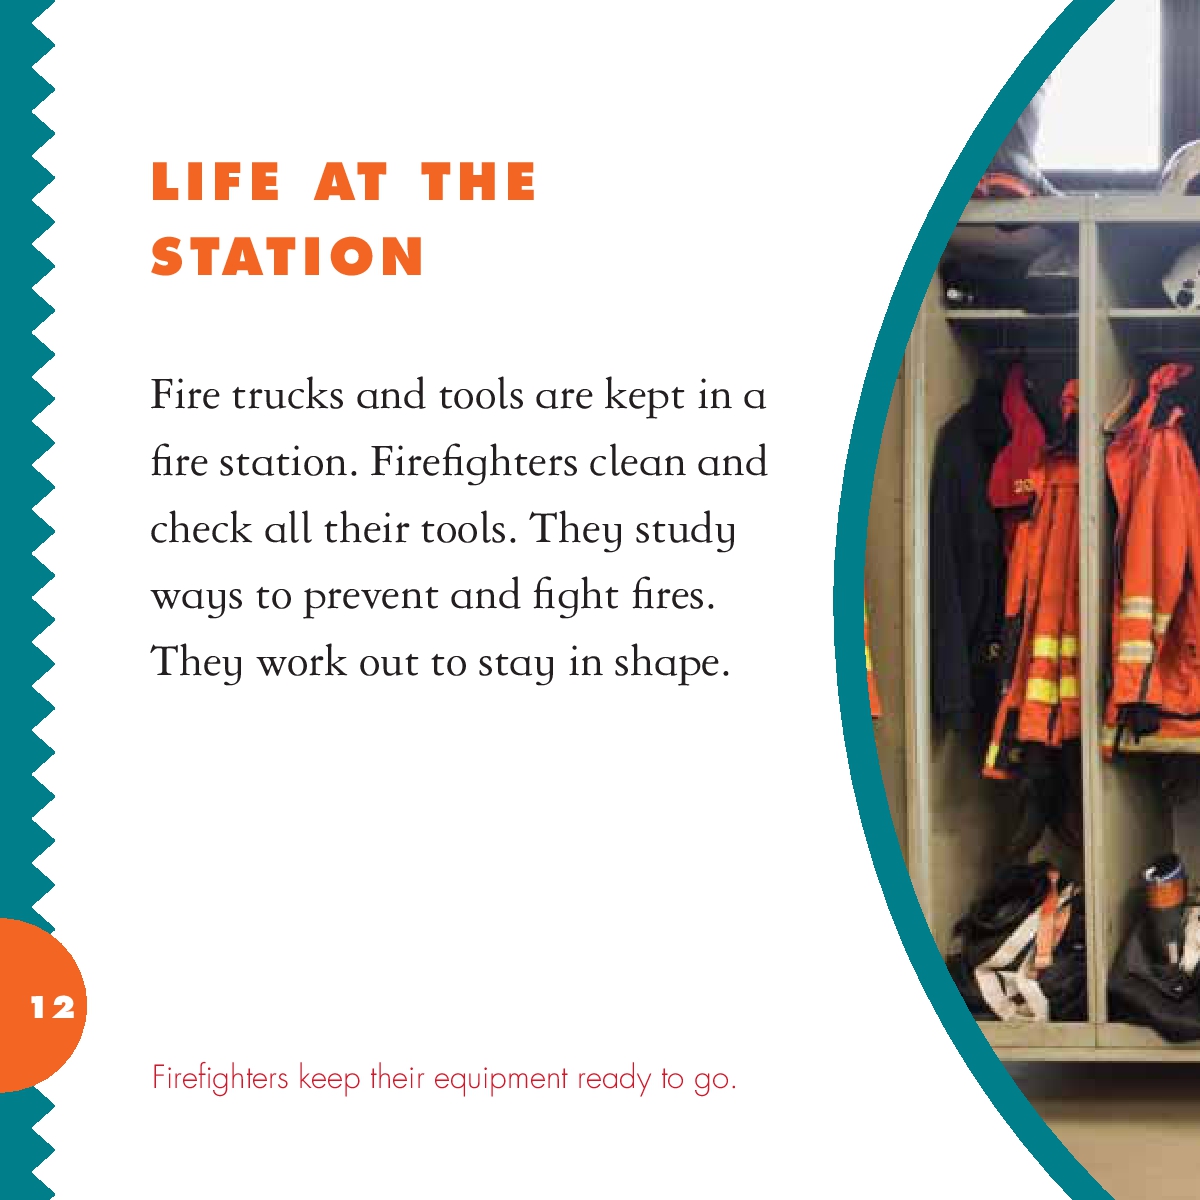 LIFE AT THE
STATION
Fire trucks and tools are kept in a
fire station. Firefighters clean and
check all their tools. They study
ways to prevent and fight fires.
They work out to stay in shape.
20
12
Firefighters keep their equipment ready to go.